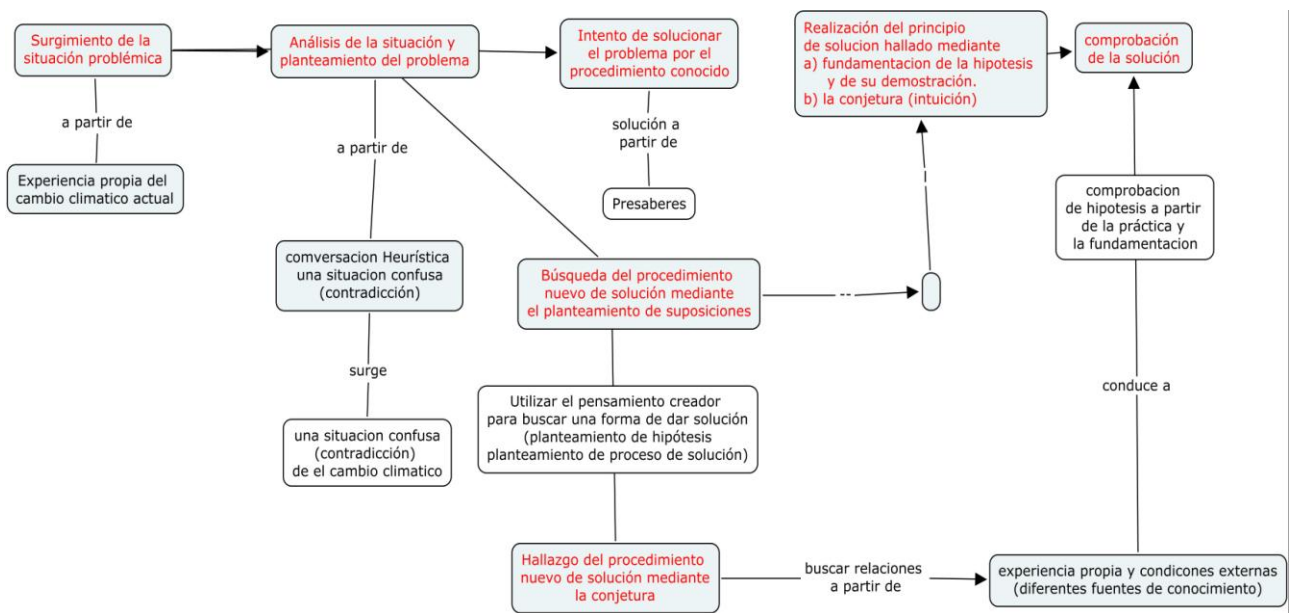 Surgimiento de la
situación problémica
Análisis de la situación y
planteamiento del problema
Intento de solucionar
el problema por el
procedimiento conocido
Realización del principio
de solucion hallado mediante
a) fundamentacion de la hipotesis
y de su demostración.
b) la conjetura (intuición)
comprobación
de la solución
a partir de
a partir de
solución a
partir de
Experiencia propia del
cambio climatico actual
Presaberes
comprobacion
de hipotesis a partir
de la práctica y
la fundamentacion
comversacion Heurística
una situacion confusa
(contradicción)
Búsqueda del procedimiento
nuevo de solución mediante
el planteamiento de suposiciones
--
--
surge
conduce a
Utilizar el pensamiento creador
para buscar una forma de dar solución
(planteamiento de hipótesis
planteamiento de proceso de solución)
una situacion confusa
(contradicción)
de el cambio climatico
Hallazgo del procedimiento
nuevo de solución mediante
la conjetura
buscar relaciones
a partir de
experiencia propia y condicones externas
(diferentes fuentes de conocimiento)